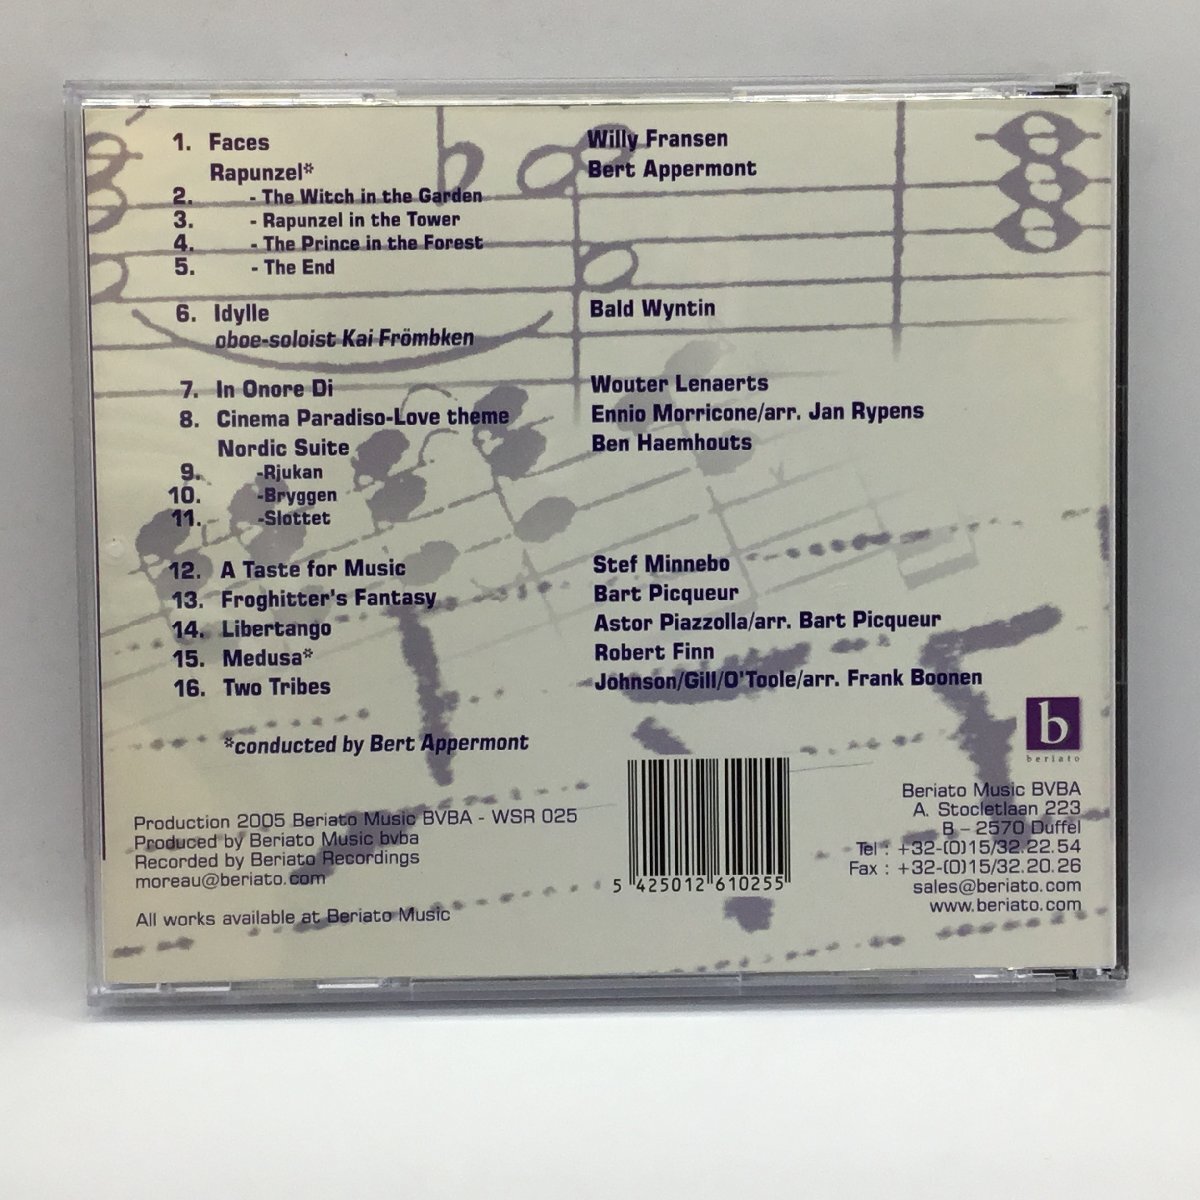 1. Faces Willy Fransen
Rapunzel* Bert Appermont
2. - The Witch in the Garden
3. - Rapunzel in the Tower
4. - The Prince in the Forest
5. - The End
6. Idylle Bald Wyntin
oboe-soloist Kai Frömbken
7. In Onore Di Wouter Lenaerts
8. Cinema Paradiso-Love theme Ennio Morricone/arr. Jan Rypens
Nordic Suite Ben Haemhouts
9. -Rjukan
10. -Bryggen
11. -Slottet
12. A Taste for Music Stef Minnebo
13. Froghitter's Fantasy Bart Picqueur
14. Libertango Astor Piazzolla/arr. Bart Picqueur
15. Medusa* Robert Finn
16. Two Tribes Johnson/Gill/O'Toole/arr. Frank Boonen
*conducted by Bert Appermont
b
beriato
Production 2005 Beriato Music BVBA - WSR 025
Produced by Beriato Music bvba
Recorded by Beriato Recordings
moreau@beriato.com
All works available at Beriato Music
5 425012 610255
Beriato Music BVBA
A. Stocletlaan 223
B - 2570 Duffel
Tel : +32-(0)15/32.22.54
Fax : +32-(0)15/32.20.26
sales@beriato.com
www.beriato.com